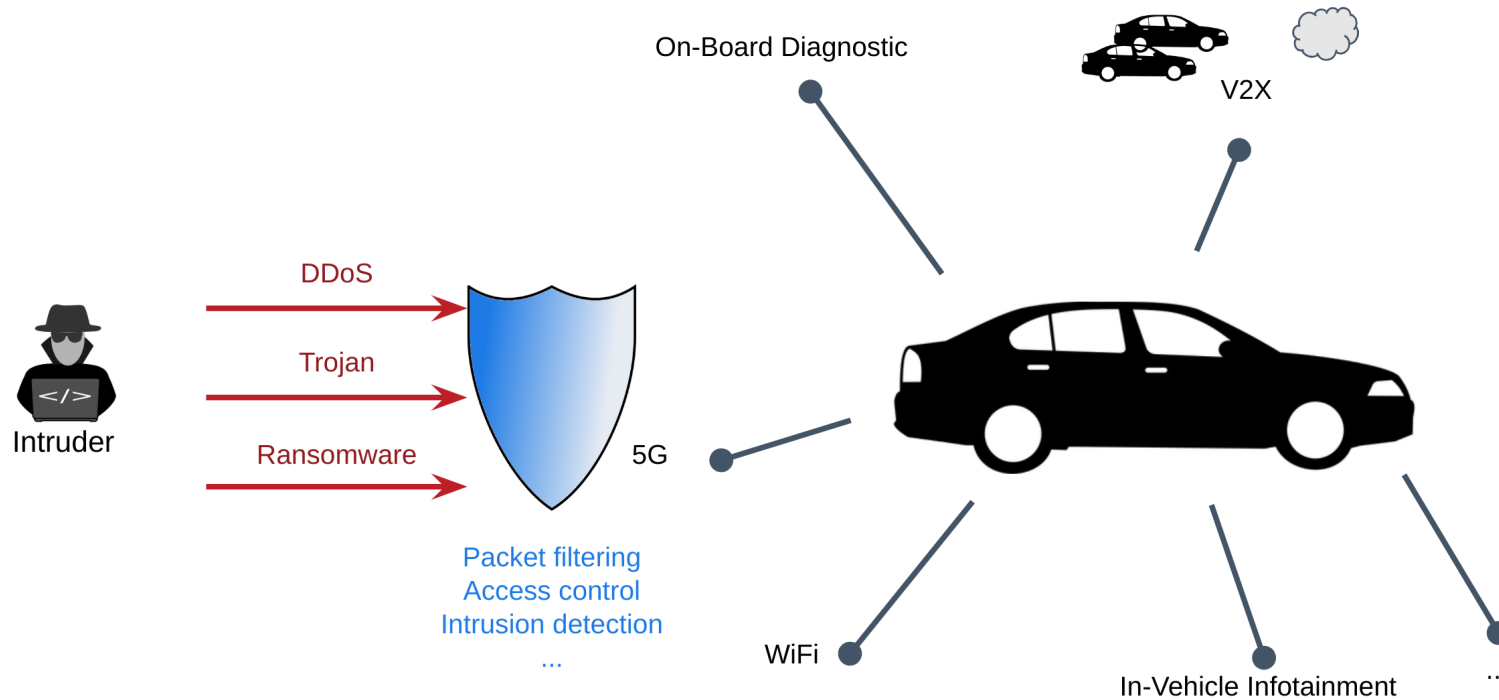 On-Board Diagnostic
V2X
DDoS
Trojan
</>
Intruder
Ransomware
5G
Packet filtering
Access control
Intrusion detection
...
WiFi
In-Vehicle Infotainment
...